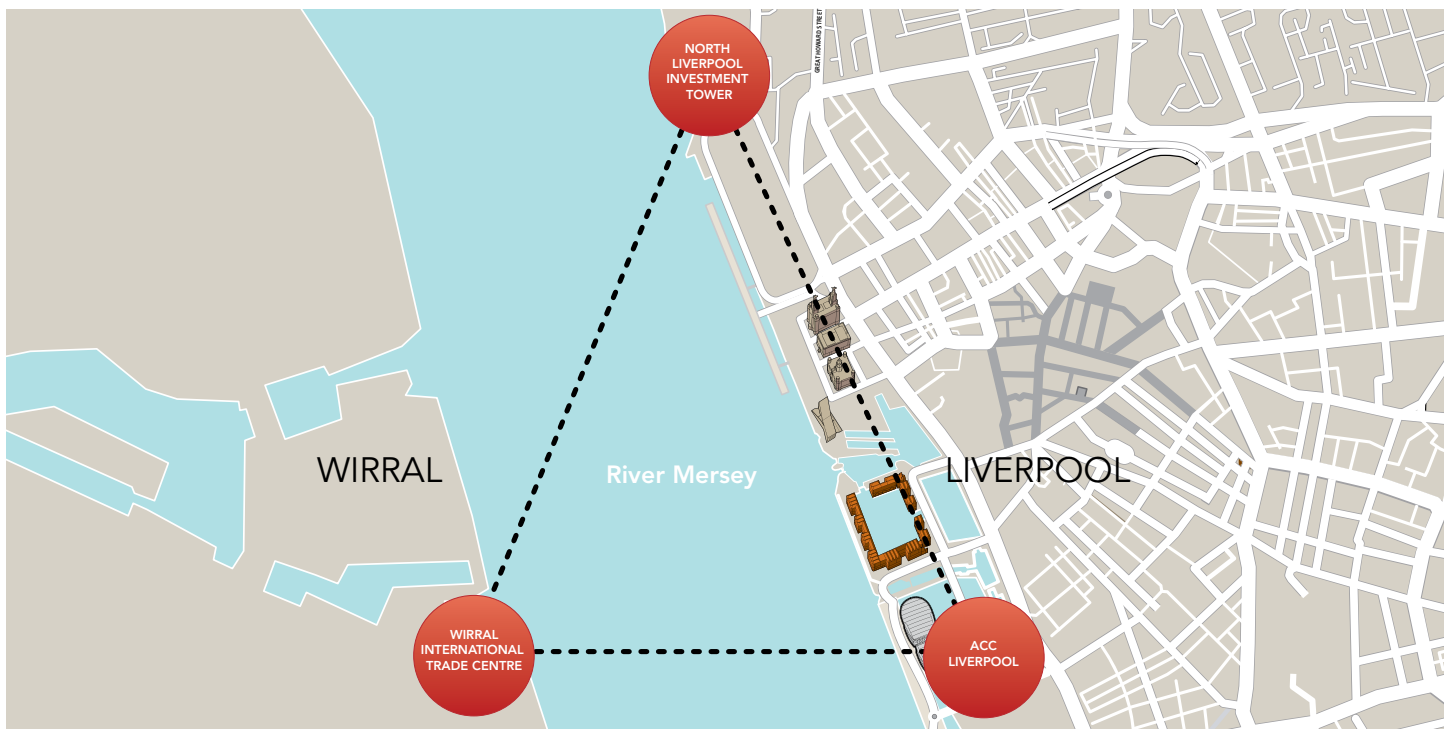 NORTH
LIVERPOOL
INVESTMENT
TOWER
GREAT HOWARD STREET
WIRRAL
River Mersey
LIVERPOOL
WIRRAL
INTERNATIONAL
TRADE CENTRE
ACC
LIVERPOOL